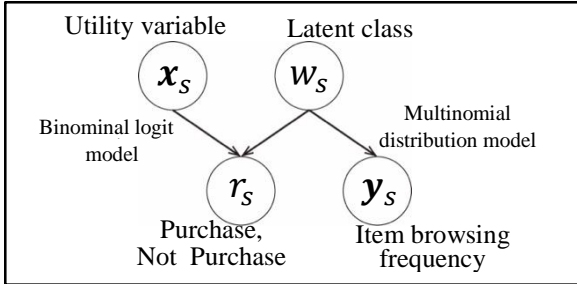 Utility variable
Latent class
x_s
w_s
Binominal logit
model
Multinomial
distribution model
r_s
y_s
Purchase,
Not Purchase
Item browsing
frequency